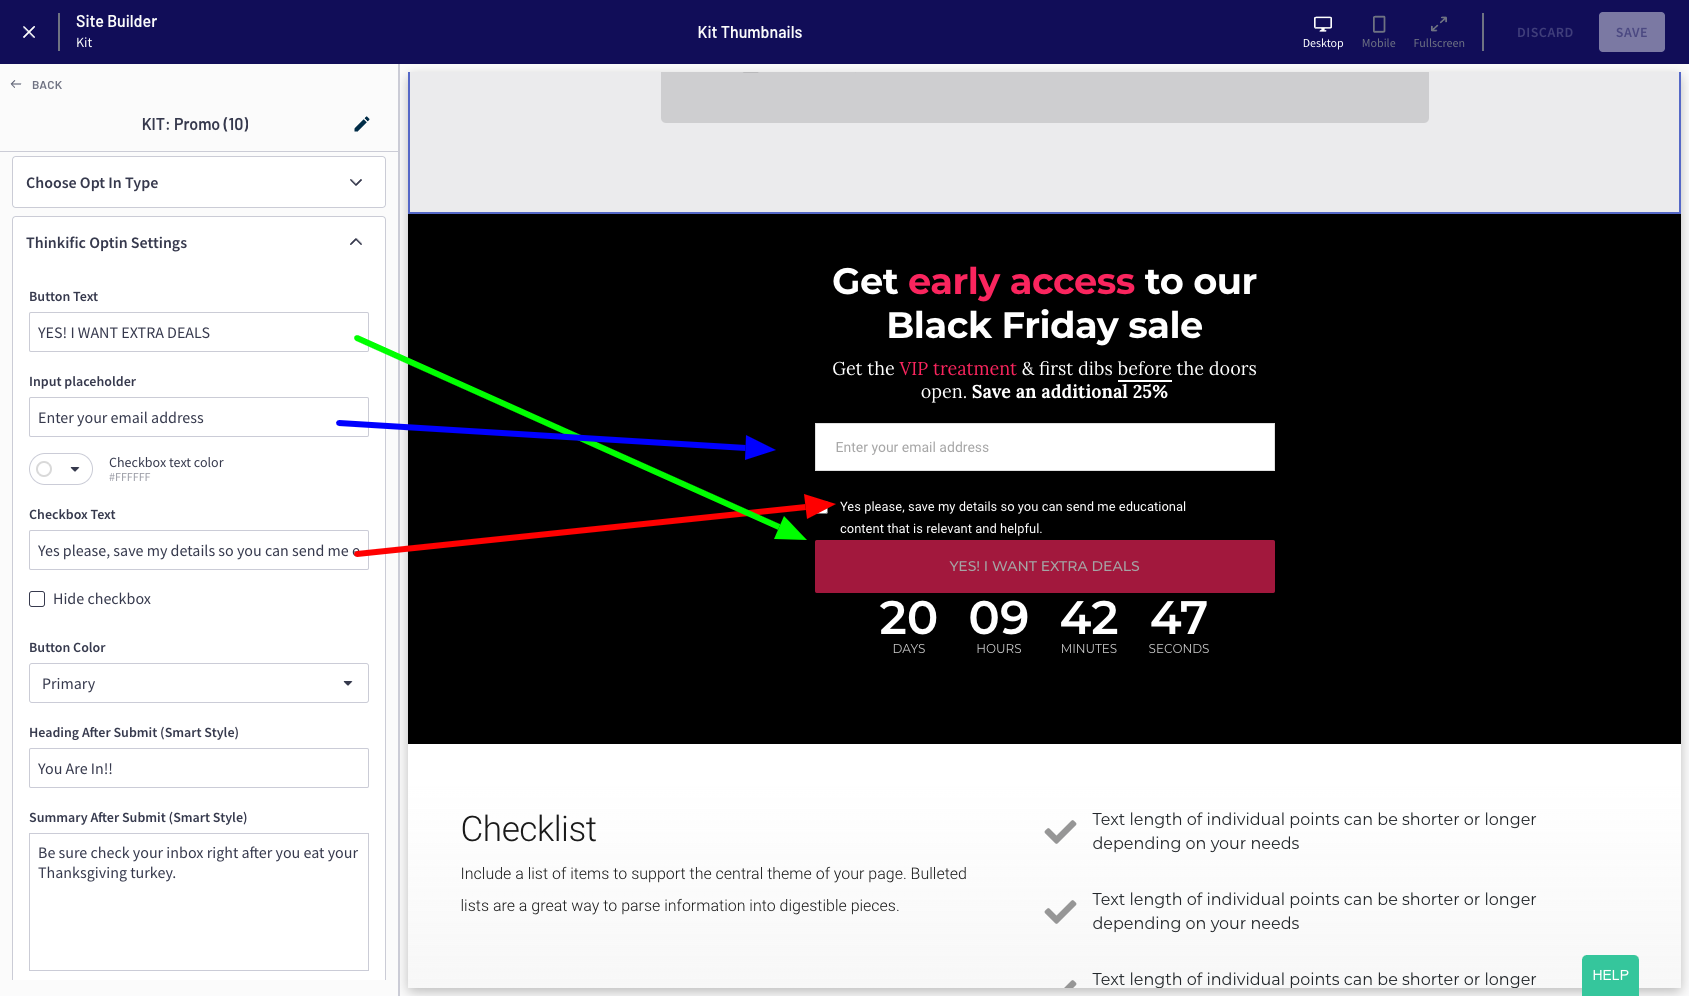 Site Builder
Kit
Kit Thumbnails
Desktop
Mobile
Fullscreen
DISCARD
SAVE
BACK
KIT: Promo (10)
Choose Opt In Type
Thinkific Optin Settings
Button Text
YES! I WANT EXTRA DEALS
Input placeholder
Enter your email address
Checkbox text color
#FFFFFF
Checkbox Text
Yes please, save my details so you can send me e
Hide checkbox
Button Color
Primary
Heading After Submit (Smart Style)
You Are In!!
Summary After Submit (Smart Style)
Be sure check your inbox right after you eat your
Thanksgiving turkey.
Get early access to our
Black Friday sale
Get the VIP treatment & first dibs before the doors
open. Save an additional 25%
Enter your email address
Yes please, save my details so you can send me educational
content that is relevant and helpful.
YES! I WANT EXTRA DEALS
20 09 42 47
DAYS HOURS MINUTES SECONDS
Checklist
Include a list of items to support the central theme of your page. Bulleted
lists are a great way to parse information into digestible pieces.
Text length of individual points can be shorter or longer
depending on your needs
Text length of individual points can be shorter or longer
depending on your needs
Text length of individual points can be shorter or longer
HELP